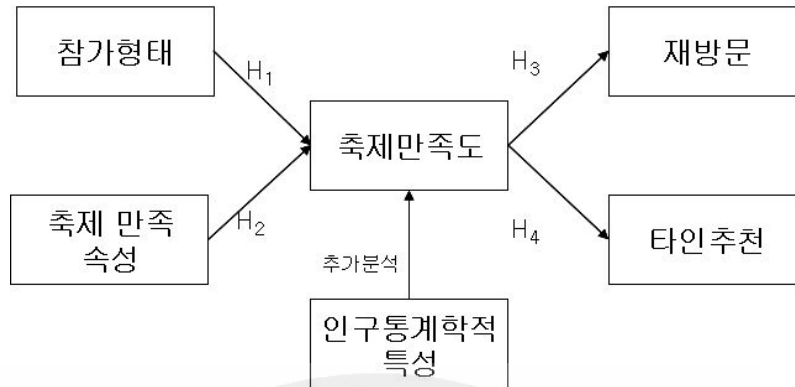 참가형태
H₁
H₃
재방문
축제만족도
축제 만족
속성
H₂
H₄
타인추천
추가분석
인구통계학적
특성